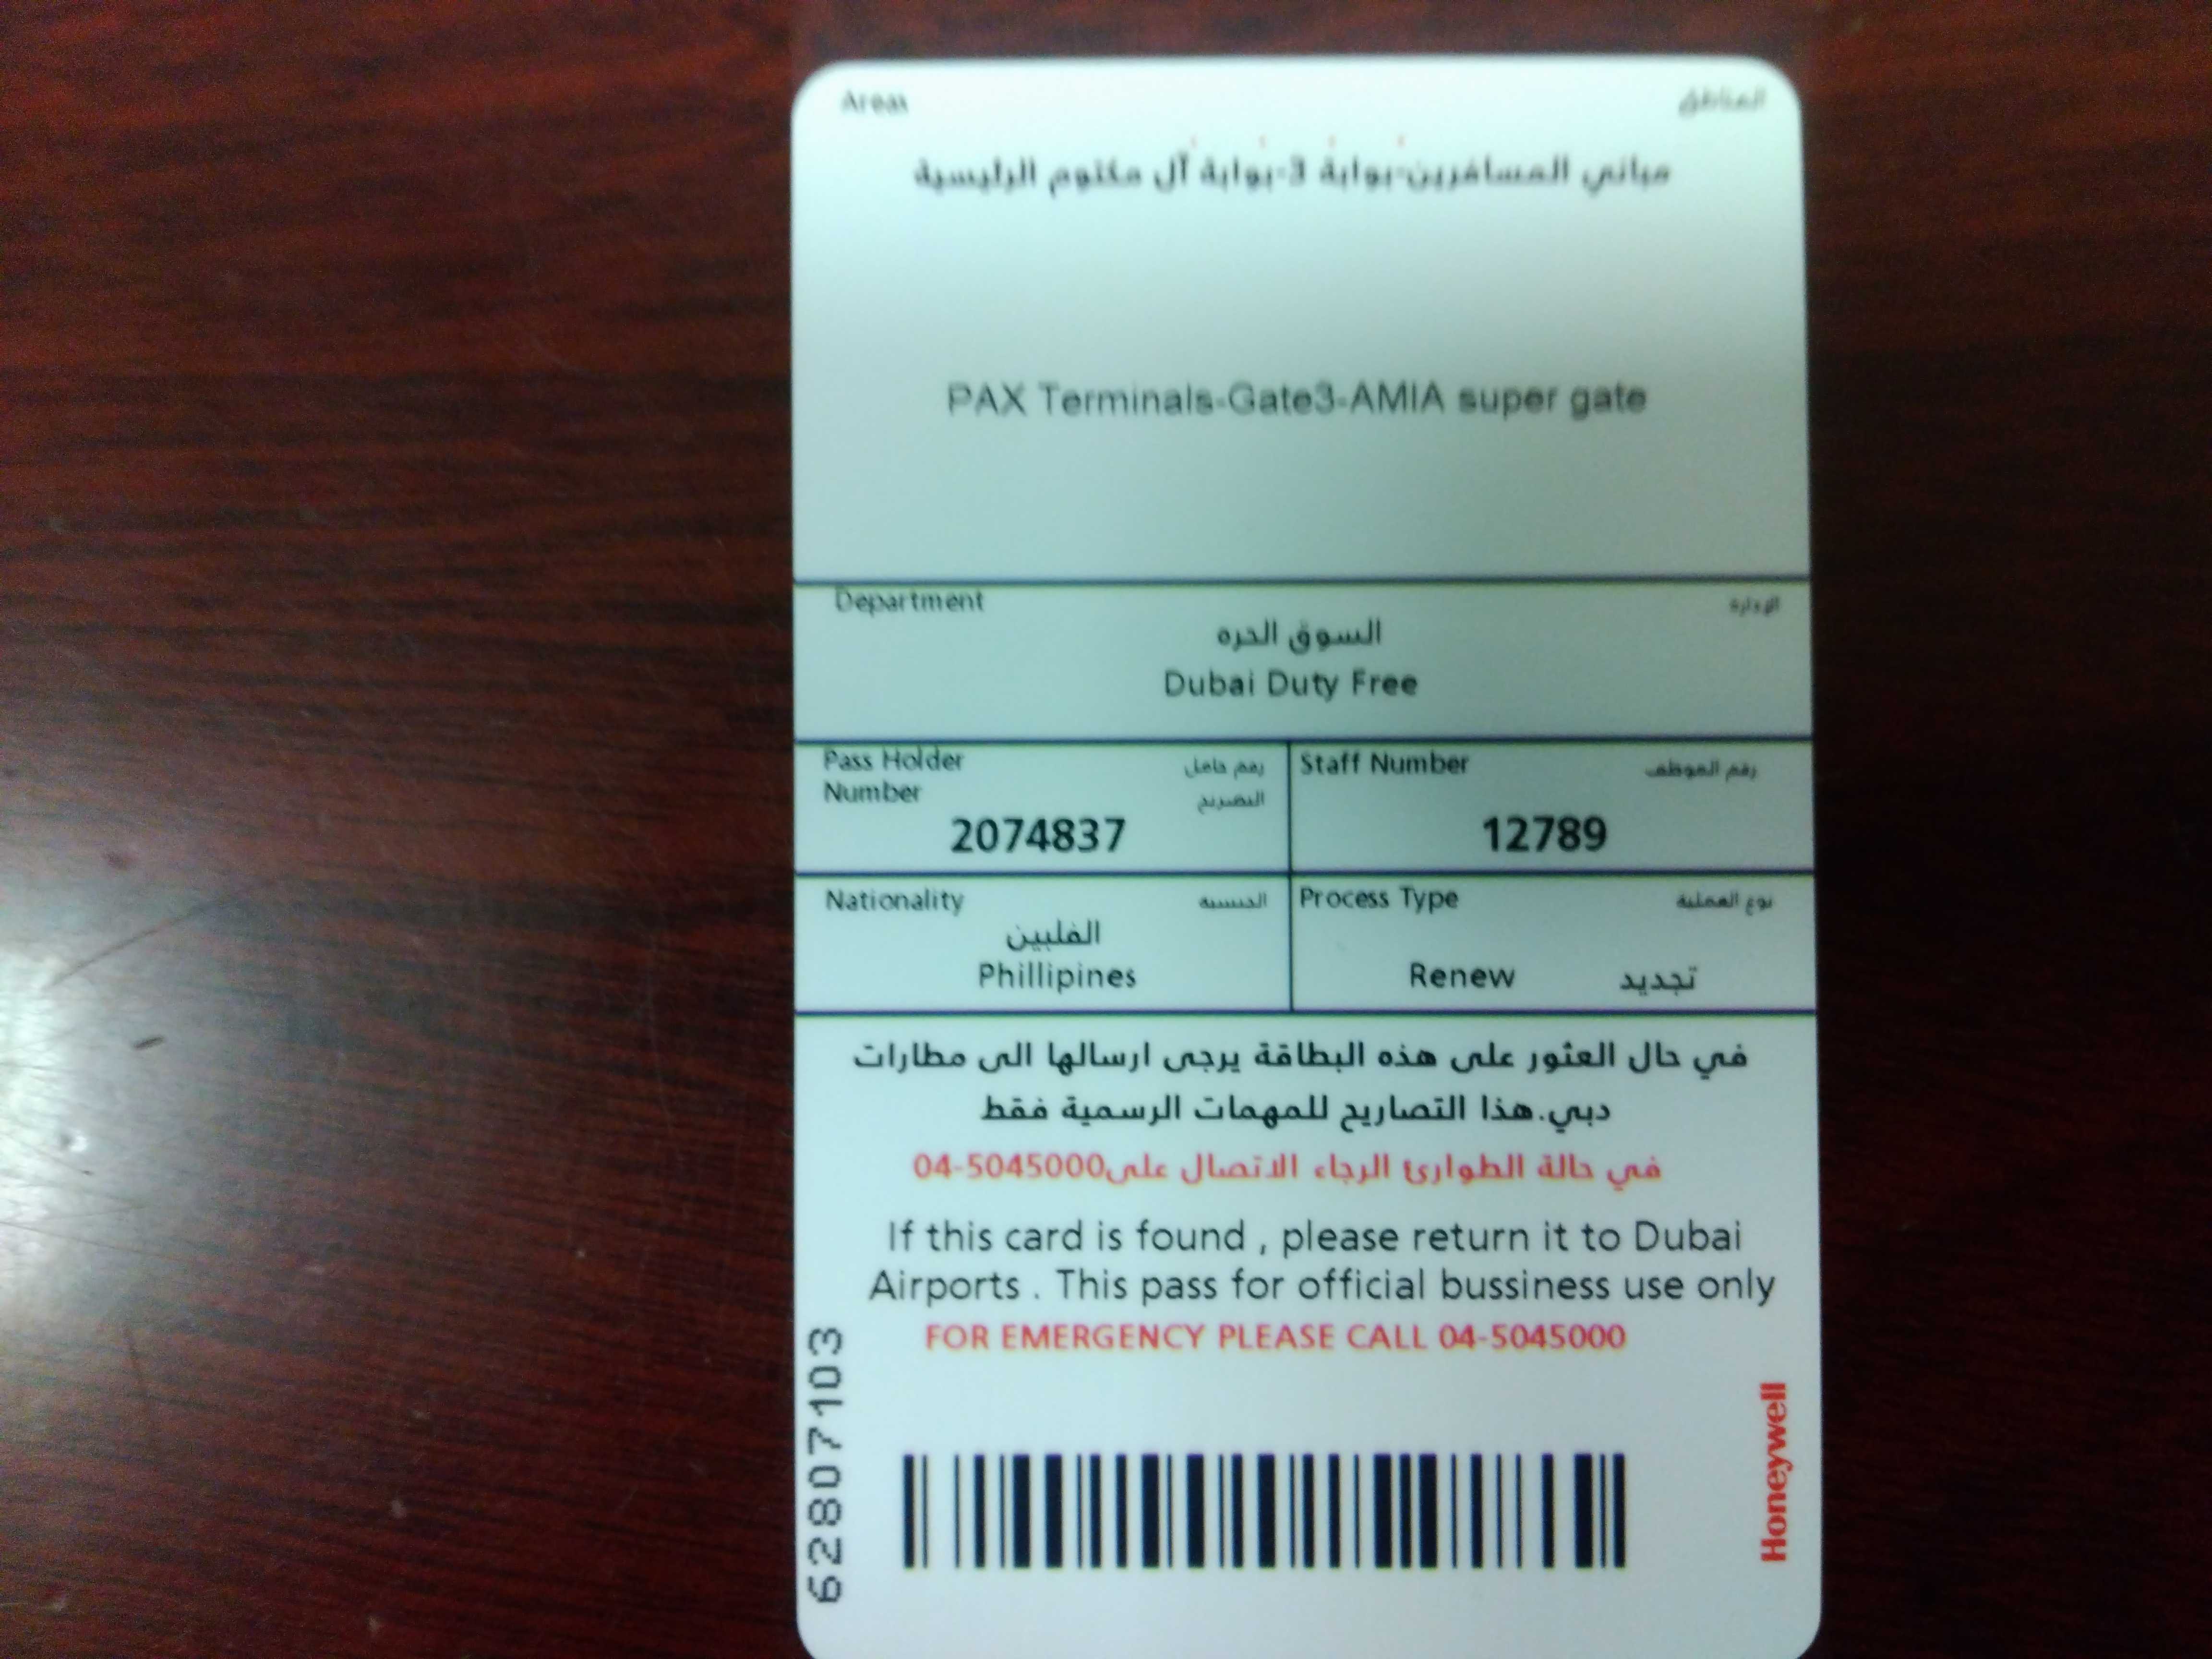 Areas المناطق
مباني المسافرين-بوابة 3-بوابة آل مكتوم الرئيسية
PAX Terminals-Gate3-AMIA super gate
Department الإدارة
السوق الحره
Dubai Duty Free
Pass Holder Number رقم حامل التصريح
2074837
Staff Number رقم الموظف
12789
Nationality الجنسية
الفلبين
Phillipines
Process Type نوع العملية
Renew تجديد
في حال العثور على هذه البطاقة يرجى ارسالها الى مطارات
دبي.هذا التصاريح للمهمات الرسمية فقط
في حالة الطوارئ الرجاء الاتصال على04-5045000
If this card is found , please return it to Dubai
Airports . This pass for official bussiness use only
FOR EMERGENCY PLEASE CALL 04-5045000
62807103
Honeywell